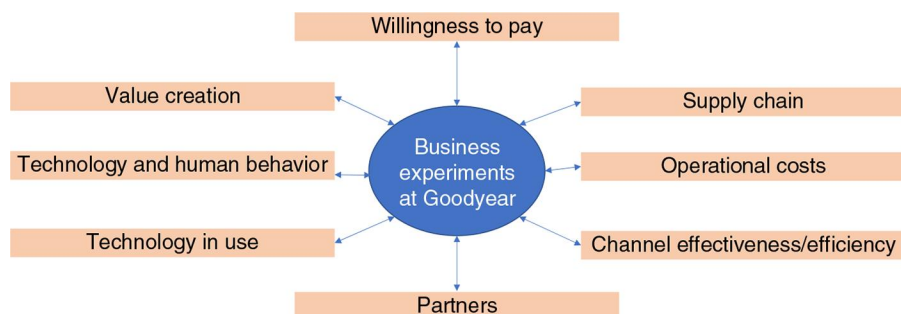 Willingness to pay
Value creation
Supply chain
Business
experiments
at Goodyear
Technology and human behavior
Operational costs
Technology in use
Channel effectiveness/efficiency
Partners